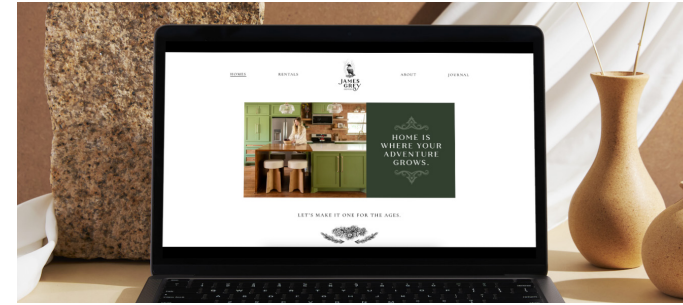 HOMES
RENTALS
JAMES
GREY
ABOUT
JOURNAL
HOME IS
WHERE YOUR
ADVENTURE
GROWS.
LET'S MAKE IT ONE FOR THE AGES.